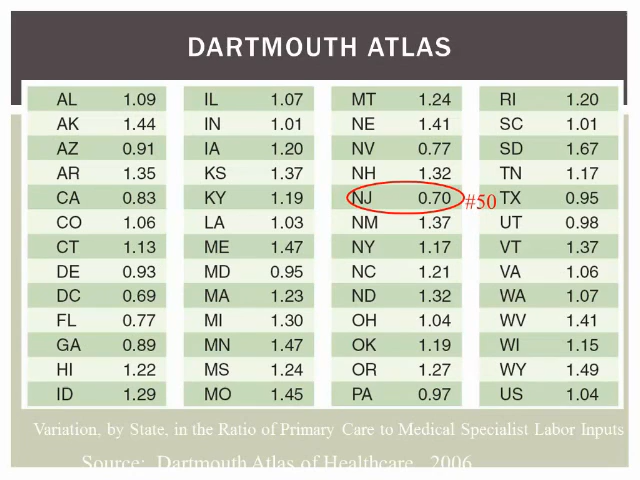 DARTMOUTH ATLAS
AL 1.09 IL 1.07 MT 1.24 RI 1.20
AK 1.44 IN 1.01 NE 1.41 SC 1.01
AZ 0.91 IA 1.20 NV 0.77 SD 1.67
AR 1.35 KS 1.37 NH 1.32 TN 1.17
CA 0.83 KY 1.19 NJ 0.70 #50 TX 0.95
CO 1.06 LA 1.03 NM 1.37 UT 0.98
CT 1.13 ME 1.47 NY 1.17 VT 1.37
DE 0.93 MD 0.95 NC 1.21 VA 1.06
DC 0.69 MA 1.23 ND 1.32 WA 1.07
FL 0.77 MI 1.30 OH 1.04 WV 1.41
GA 0.89 MN 1.47 OK 1.19 WI 1.15
HI 1.22 MS 1.24 OR 1.27 WY 1.49
ID 1.29 MO 1.45 PA 0.97 US 1.04
Variation, by State, in the Ratio of Primary Care to Medical Specialist Labor Inputs
Source: Dartmouth Atlas of Healthcare, 2006